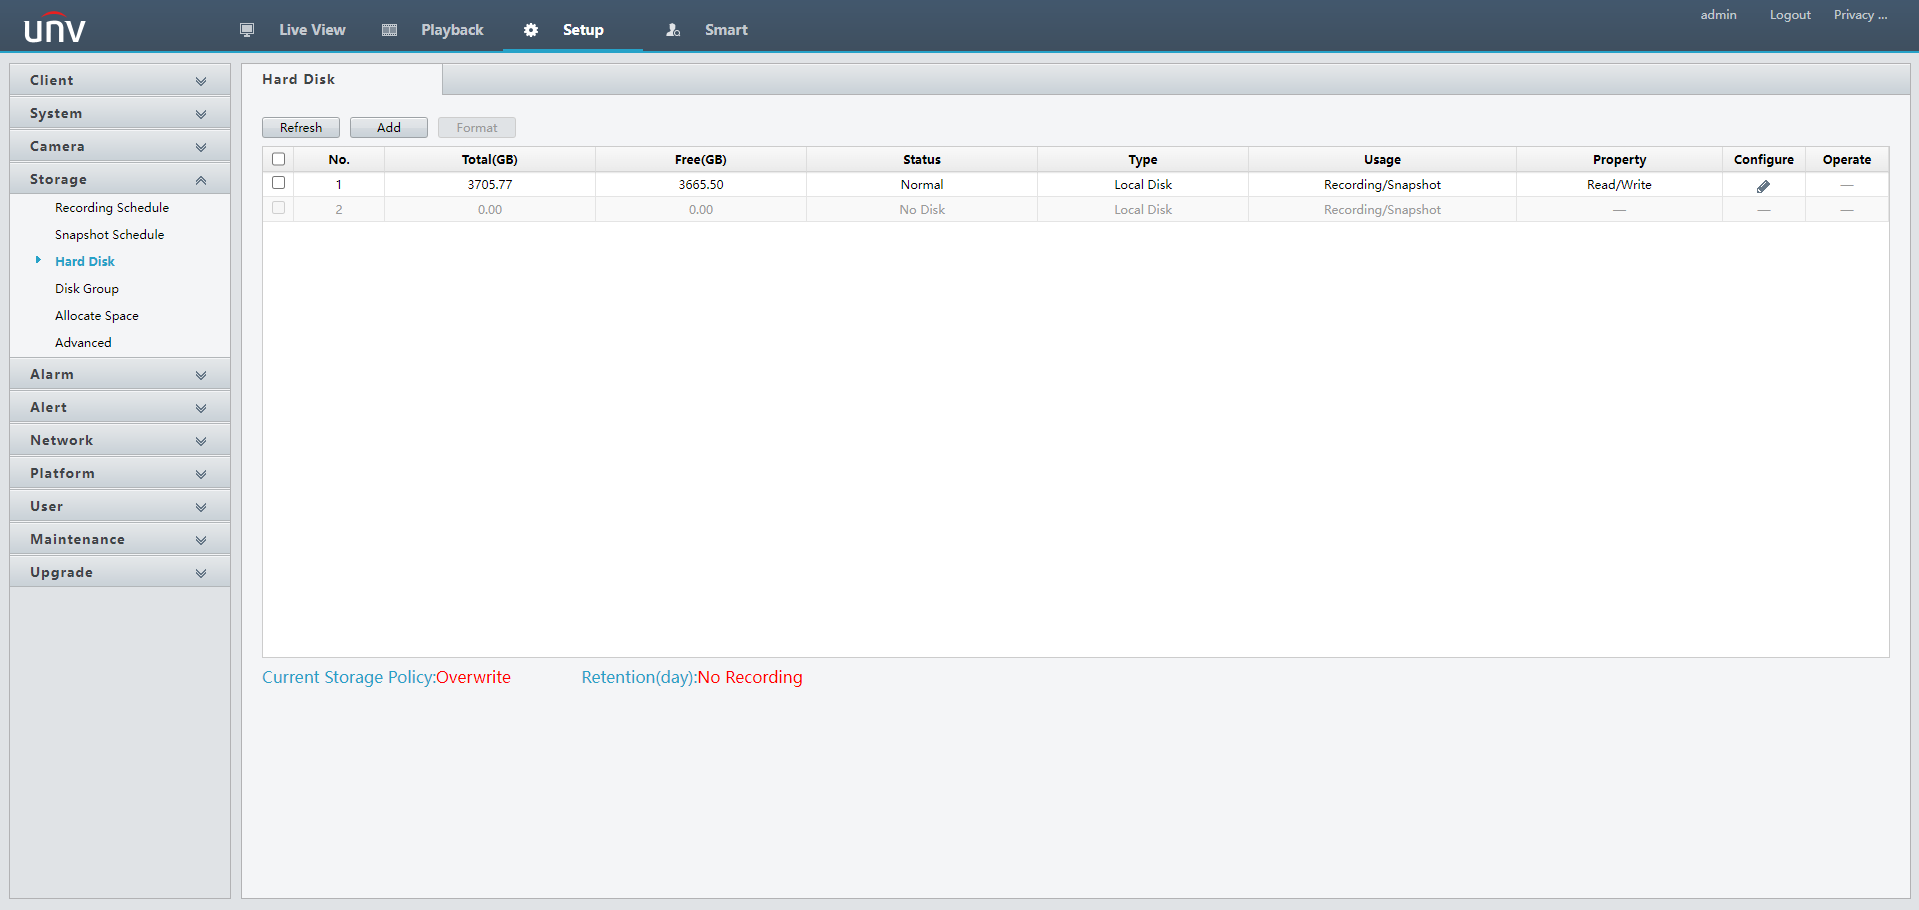 unv Live View Playback Setup Smart admin Logout Privacy ...
Client
System
Camera
Storage
Recording Schedule
Snapshot Schedule
Hard Disk
Disk Group
Allocate Space
Advanced
Alarm
Alert
Network
Platform
User
Maintenance
Upgrade
Hard Disk
Refresh Add Format
No. Total(GB) Free(GB) Status Type Usage Property Configure Operate
1 3705.77 3665.50 Normal Local Disk Recording/Snapshot Read/Write —
2 0.00 0.00 No Disk Local Disk Recording/Snapshot — — —
Current Storage Policy:Overwrite Retention(day):No Recording